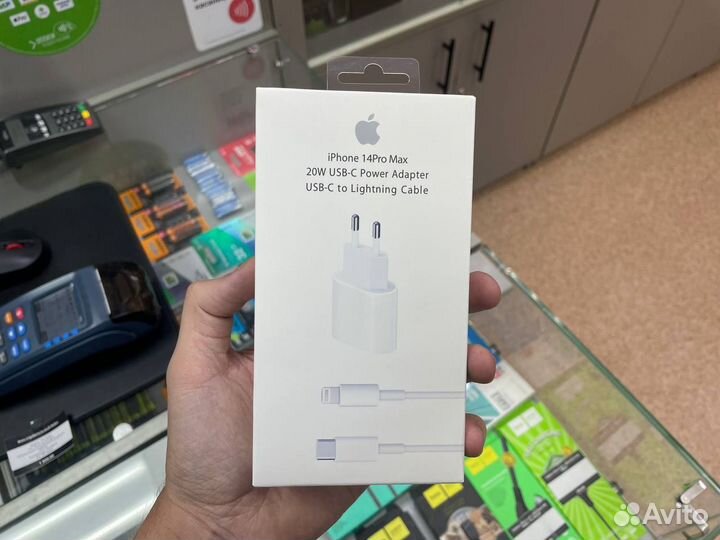 iPhone 14Pro Max
20W USB-C Power Adapter
USB-C to Lightning Cable
Avito